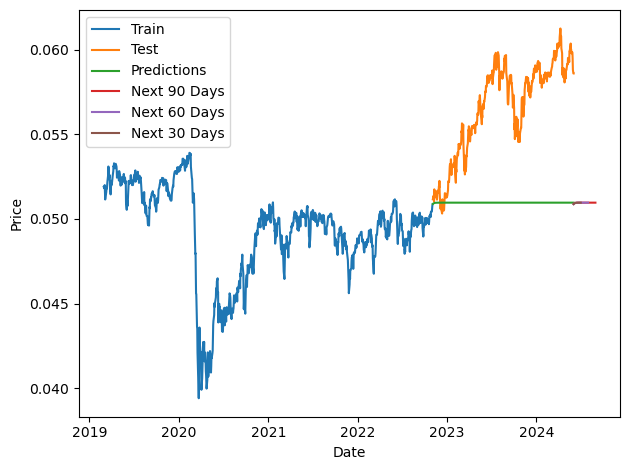 Train
Test
Predictions
Next 90 Days
Next 60 Days
Next 30 Days
Price
0.060
0.055
0.050
0.045
0.040
2019 2020 2021 2022 2023 2024
Date